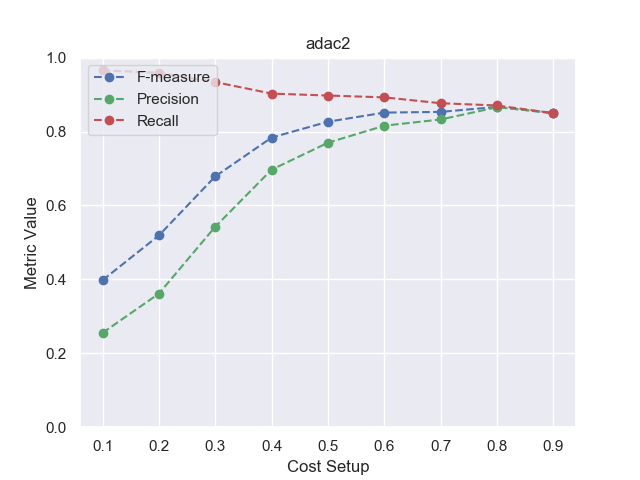 adac2
F-measure
Precision
Recall
Metric Value
1.0
0.8
0.6
0.4
0.2
0.0
0.1 0.2 0.3 0.4 0.5 0.6 0.7 0.8 0.9
Cost Setup